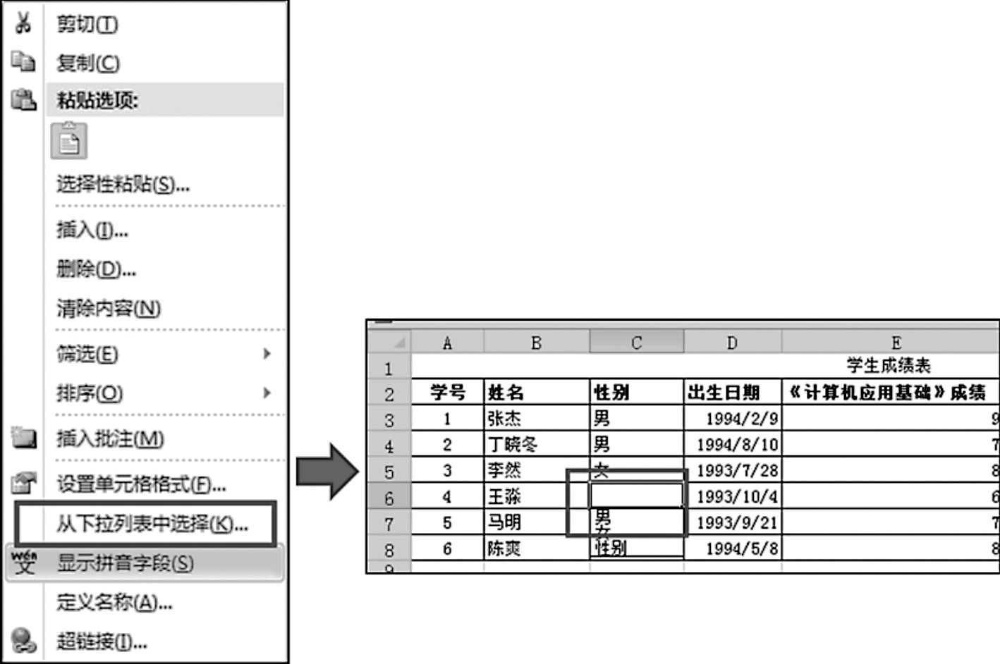 剪切(T)
复制(C)
粘贴选项:
选择性粘贴(S)...
插入(I)...
删除(D)...
清除内容(N)
筛选(E)
排序(O)
插入批注(M)
设置单元格格式(F)...
从下拉列表中选择(K)...
wén
文 显示拼音字段(S)
定义名称(A)...
超链接(I)...
A B C D E
1 学生成绩表
2 学号 姓名 性别 出生日期 《计算机应用基础》成绩
3 1 张杰 男 1994/2/9 9
4 2 丁晓冬 男 1994/8/10 7
5 3 李然 女 1993/7/28 8
6 4 王淼 1993/10/4 6
7 5 马明 男 1993/9/21 7
女
8 6 陈爽 性别 1994/5/8 8
9